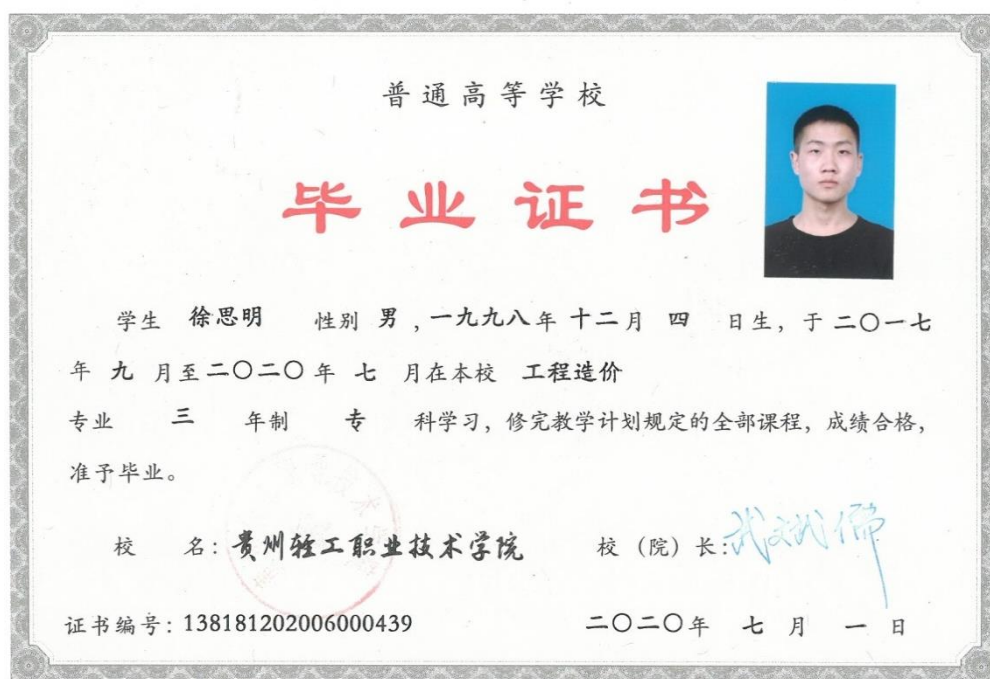 普通高等学校
毕业证书
学生 徐思明 性别 男 ,一九九八年 十二月 四 日生，于二〇一七
年 九 月至二〇二〇年 七 月在本校 工程造价
专业 三 年制 专 科学习，修完教学计划规定的全部课程，成绩合格，
准予毕业。
校 名：贵州轻工职业技术学院 校（院）长：
证书编号：138181202006000439 二〇二〇年 七 月 一 日